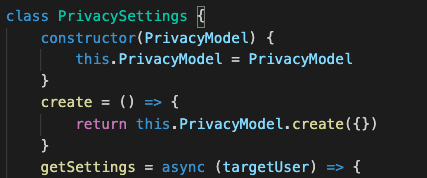 class PrivacySettings {
constructor(PrivacyModel) {
this.PrivacyModel = PrivacyModel
}
create = () => {
return this.PrivacyModel.create({})
}
getSettings = async (targetUser) => {